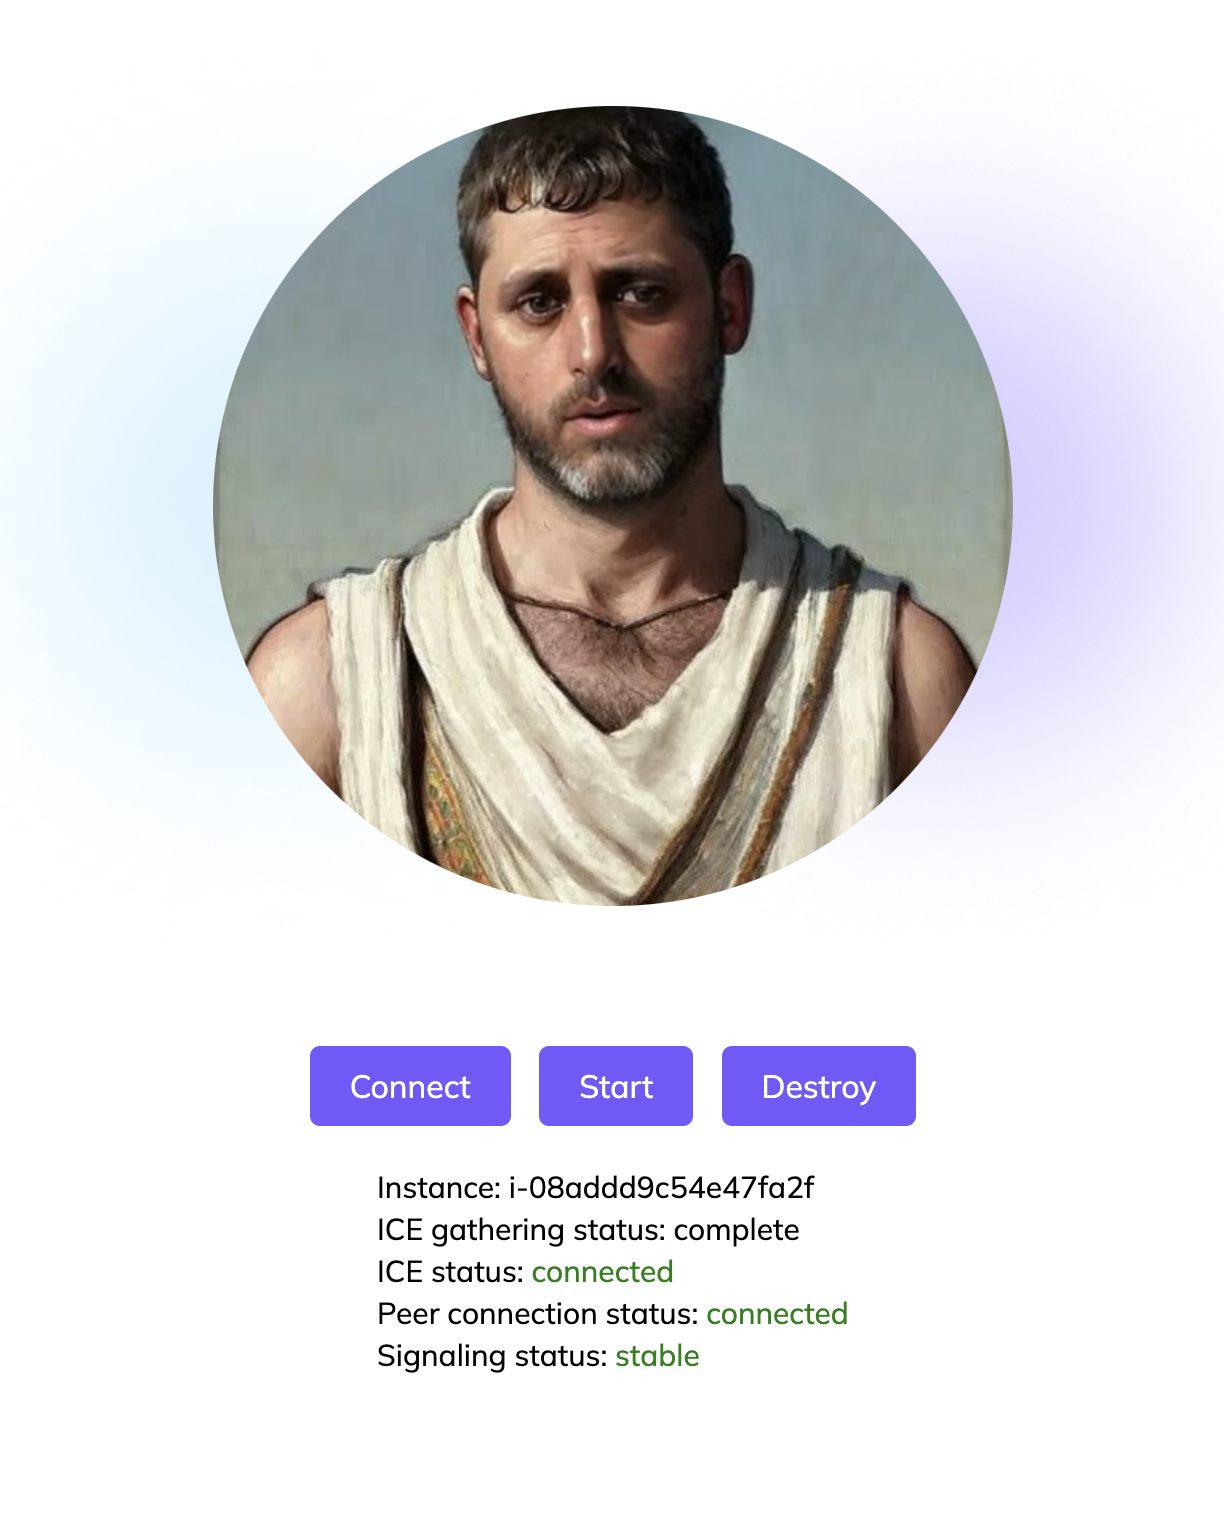 Connect Start Destroy
Instance: i-08addd9c54e47fa2f
ICE gathering status: complete
ICE status: connected
Peer connection status: connected
Signaling status: stable